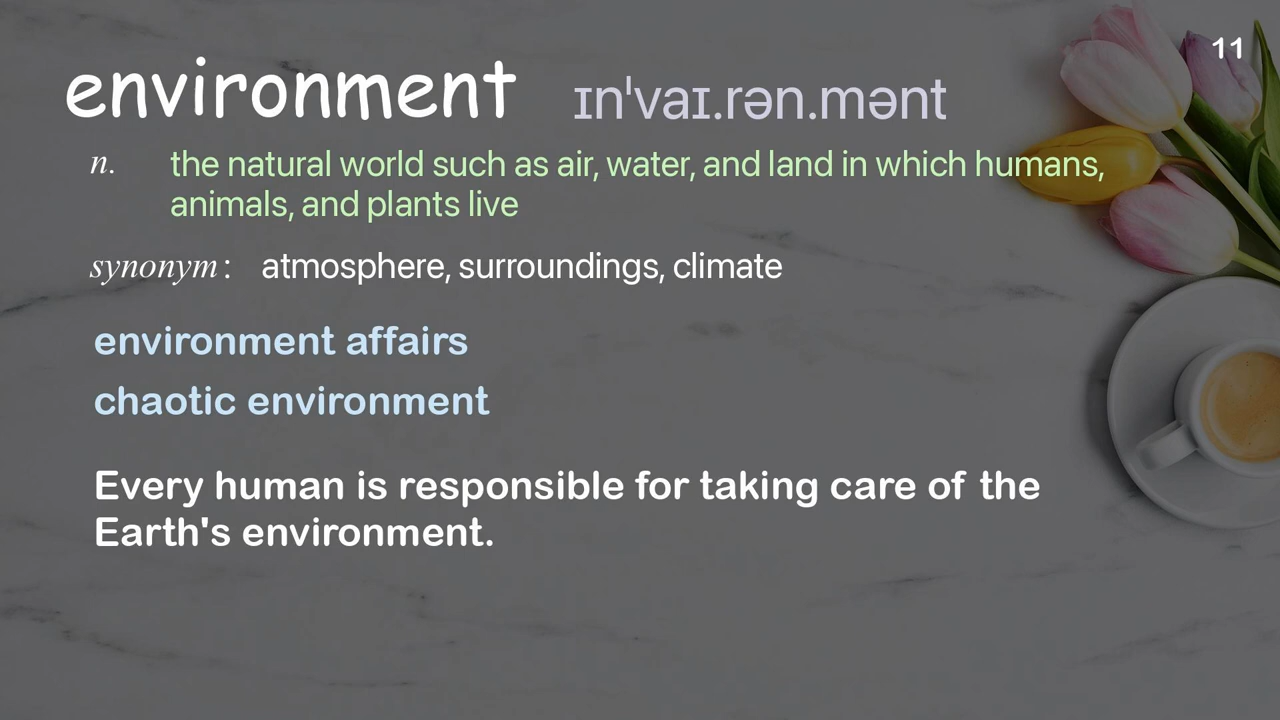 11
environment ɪnˈvaɪ.rən.mənt
n. the natural world such as air, water, and land in which humans,
animals, and plants live
synonym: atmosphere, surroundings, climate
environment affairs
chaotic environment
Every human is responsible for taking care of the
Earth's environment.